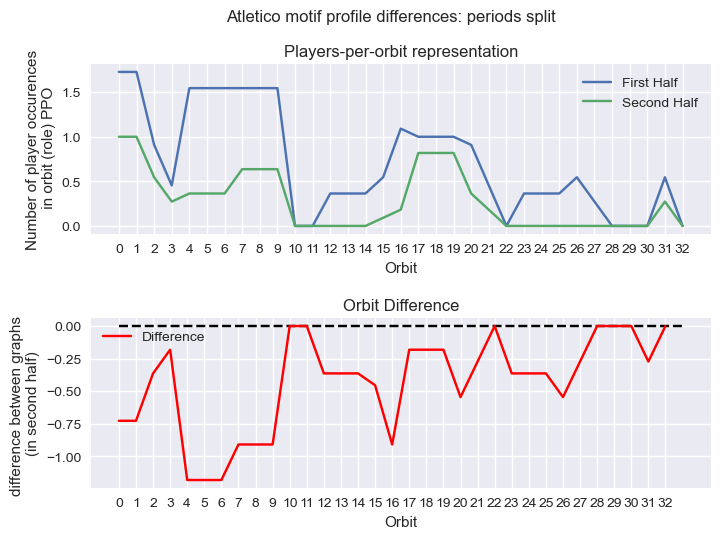 Atletico motif profile differences: periods split
Players-per-orbit representation
Number of player occurences
in orbit (role) PPO
1.5
1.0
0.5
0.0
First Half
Second Half
0 1 2 3 4 5 6 7 8 9 10 11 12 13 14 15 16 17 18 19 20 21 22 23 24 25 26 27 28 29 30 31 32
Orbit
Orbit Difference
difference between graphs
(in second half)
0.00
−0.25
−0.50
−0.75
−1.00
Difference
0 1 2 3 4 5 6 7 8 9 10 11 12 13 14 15 16 17 18 19 20 21 22 23 24 25 26 27 28 29 30 31 32
Orbit